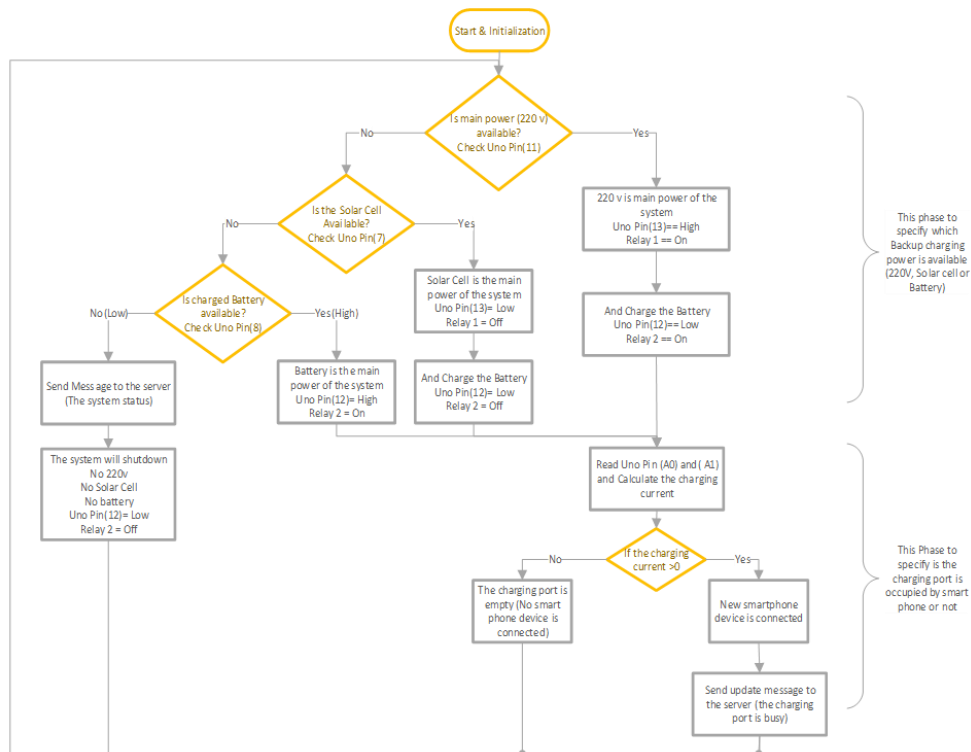 Start & Initialization
Is main power (220 v)
available?
Check Uno Pin(11)
No
Yes
Is the Solar Cell
Available?
Check Uno Pin(7)
220 v is main power of the
system
Uno Pin(13)== High
Relay 1 == On
This phase to
specify which
Backup charging
power is available
(220V, Solar cell or
Battery)
No
Yes
Is charged Battery
available?
Check Uno Pin(8)
Solar Cell is the main
power of the system
Uno Pin(13)= Low
Relay 1 = Off
And Charge the Battery
Uno Pin(12)== Low
Relay 2 == On
No(Low)
Yes(High)
Send Message to the server
(The system status)
Battery is the main
power of the system
Uno Pin(12)= High
Relay 2 = On
And Charge the Battery
Uno Pin(12)= Low
Relay 2 = Off
The system will shutdown
No 220v
No Solar Cell
No battery
Uno Pin(12)= Low
Relay 2 = Off
Read Uno Pin (A0) and( A1)
and Calculate the charging
current
If the charging
current >0
No
Yes
This Phase to
specify is the
charging port is
occupied by smart
phone or not
The charging port is
empty (No smart
phone device is
connected)
New smartphone
device is connected
Send update message to
the server (the charging
port is busy)